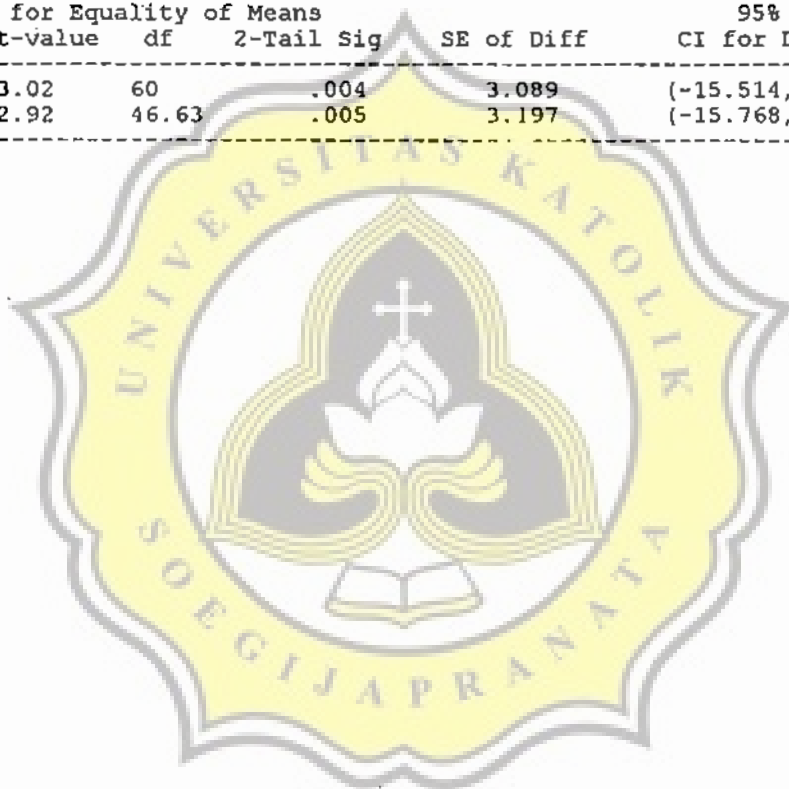 for Equality of Means 95%
t-value df 2-Tail Sig SE of Diff CI for D
3.02 60 .004 3.089 (-15.514,
2.92 46.63 .005 3.197 (-15.768,
UNIVERSITAS KATOLIK
SOEGIJAPRANATA